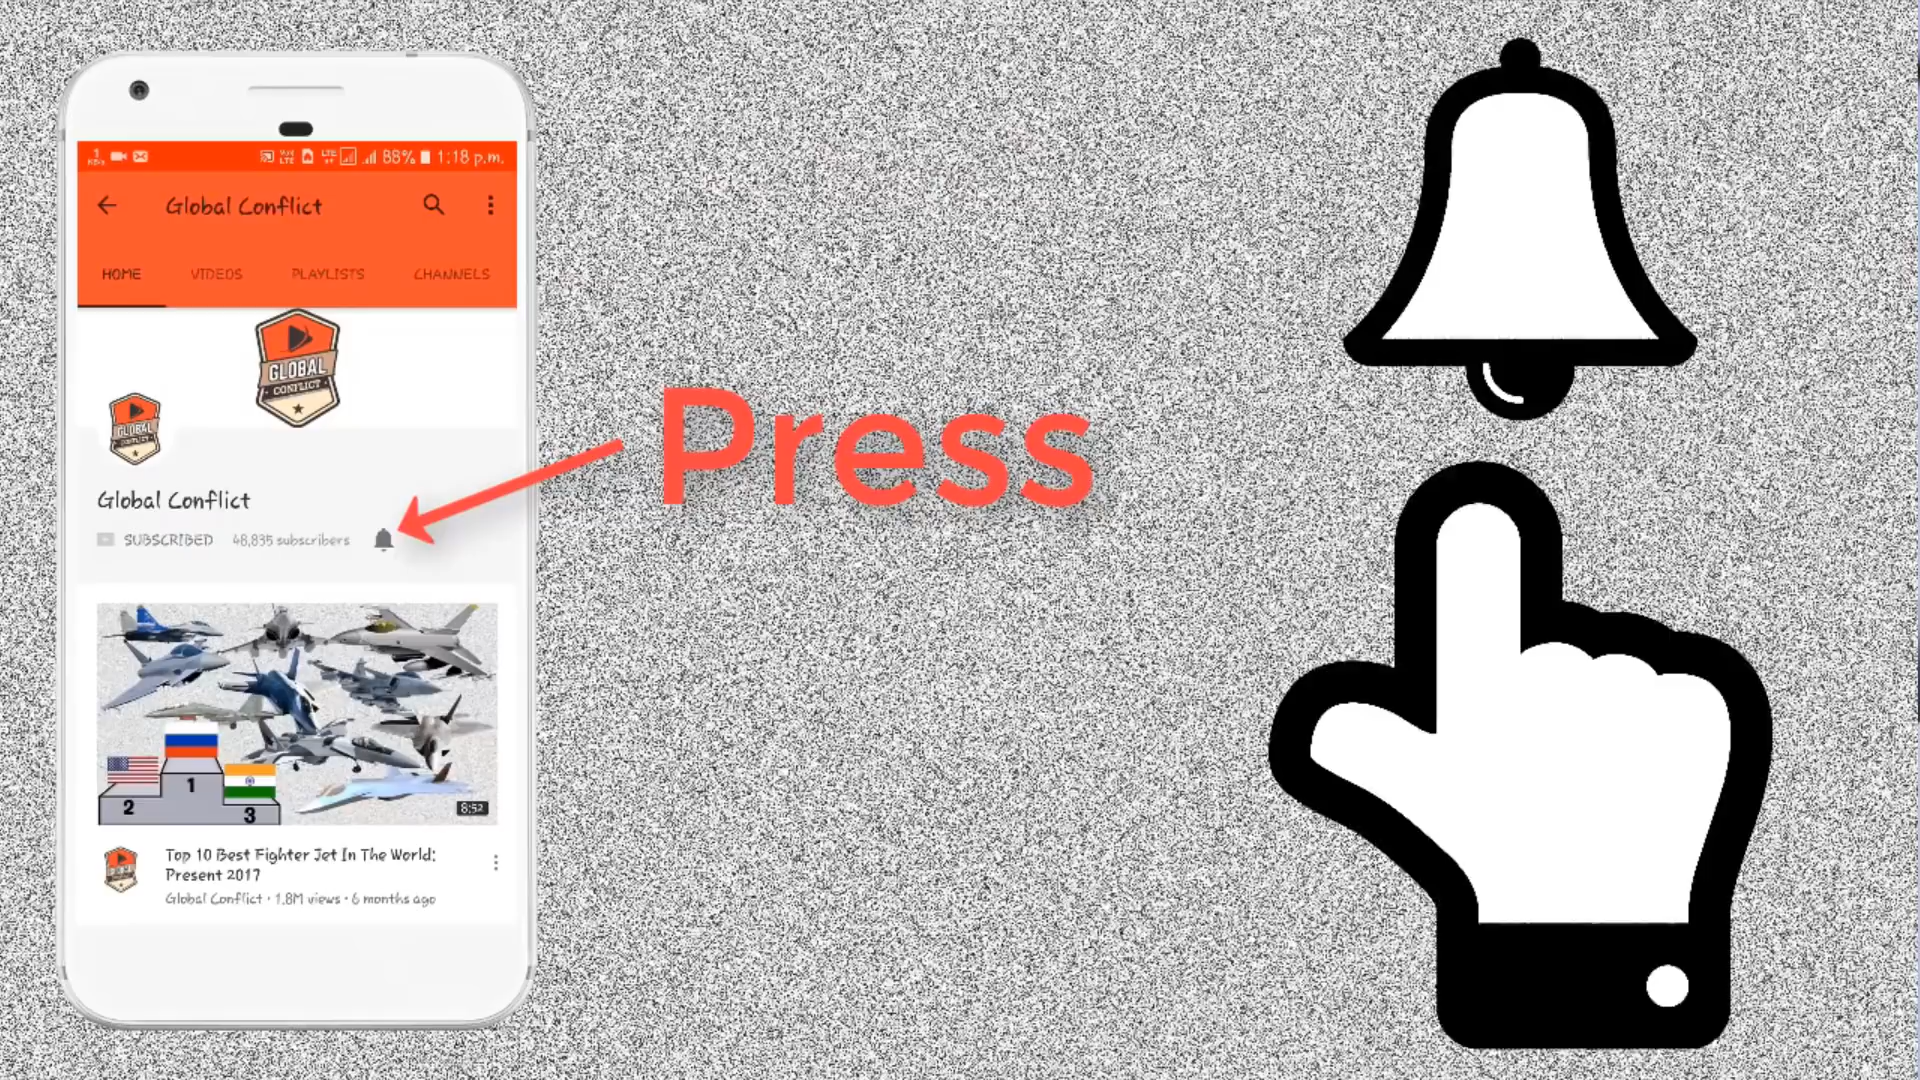 88% 1:18 p.m.
Global Conflict
HOME VIDEOS PLAYLISTS CHANNELS
GLOBAL
CONFLICT
GLOBAL
Global Conflict
SUBSCRIBED 48,835 subscribers
Press
1
2
3
8:52
Top 10 Best Fighter Jet In The World:
Present 2017
Global Conflict · 1.8M views · 6 months ago